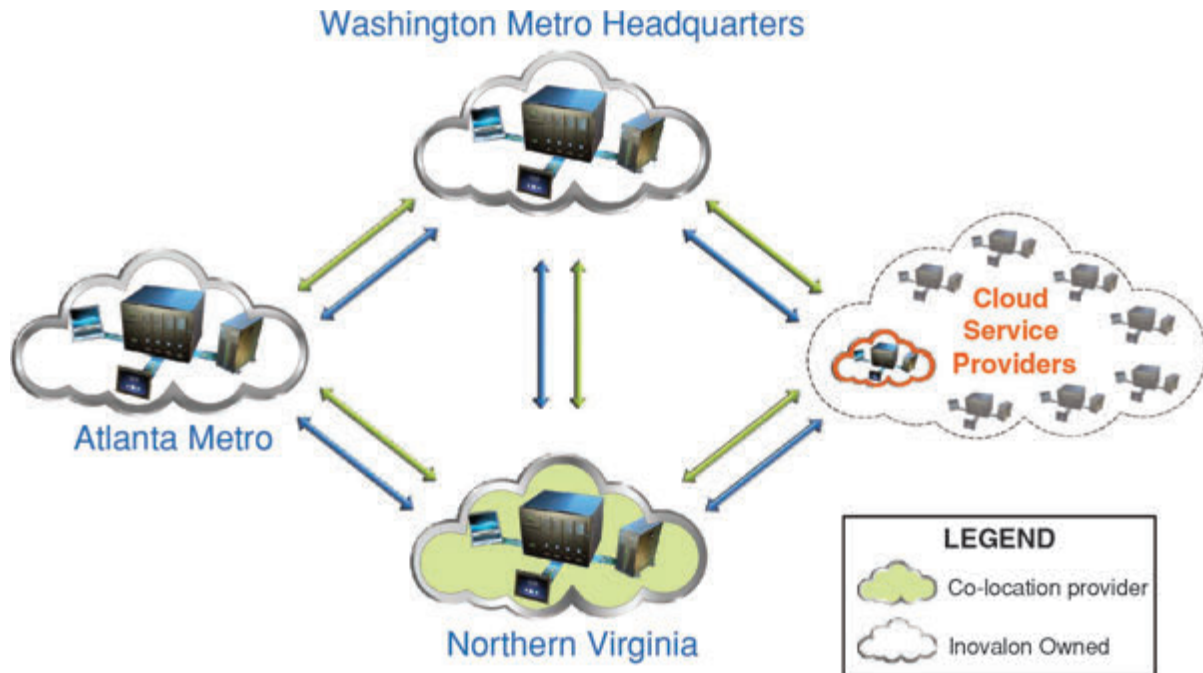 Washington Metro Headquarters
Cloud
Service
Providers
Atlanta Metro
Northern Virginia
LEGEND
Co-location provider
Inovalon Owned